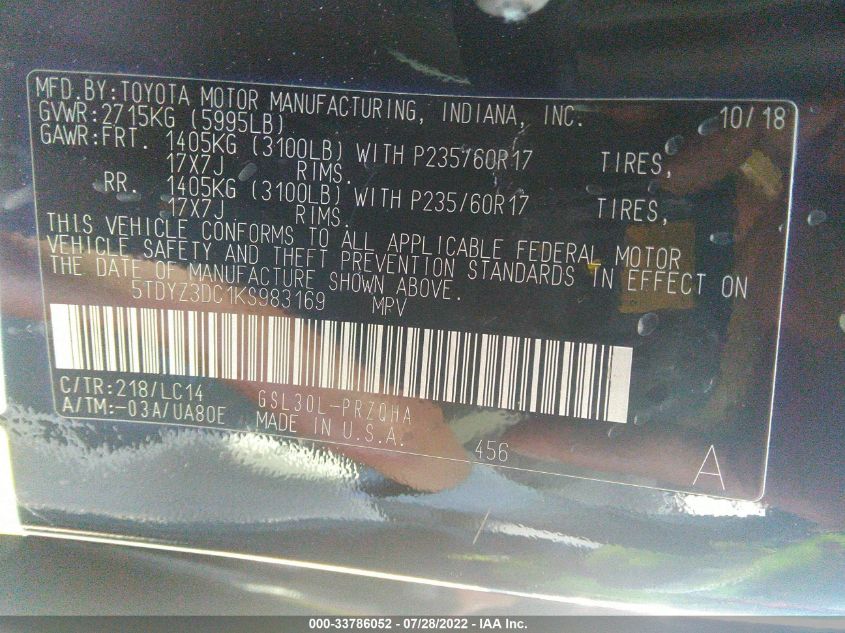 MFD.BY:TOYOTA MOTOR MANUFACTURING, INDIANA, INC. 10/18
GVWR:2715KG (5995LB)
GAWR:FRT. 1405KG (3100LB) WITH P235/60R17 TIRES,
17X7J RIMS.
RR. 1405KG (3100LB) WITH P235/60R17 TIRES,
17X7J RIMS.
THIS VEHICLE CONFORMS TO ALL APPLICABLE FEDERAL MOTOR
VEHICLE SAFETY AND THEFT PREVENTION STANDARDS IN EFFECT ON
THE DATE OF MANUFACTURE SHOWN ABOVE.
5TDYZ3DC1KS983169 MPV
C/TR:218/LC14 GSL30L-PRZQHA
A/TM:-03A/UA80E MADE IN U.S.A. 456 A
000-33786052 - 07/28/2022 - IAA Inc.